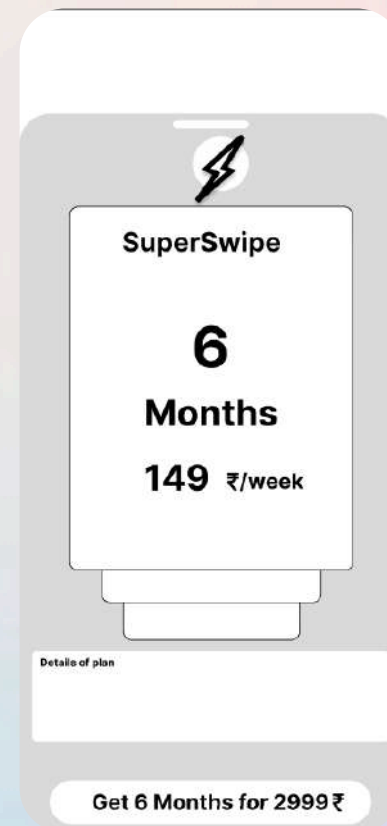 SuperSwipe
6
Months
149 ₹/week
Details of plan
Get 6 Months for 2999 ₹